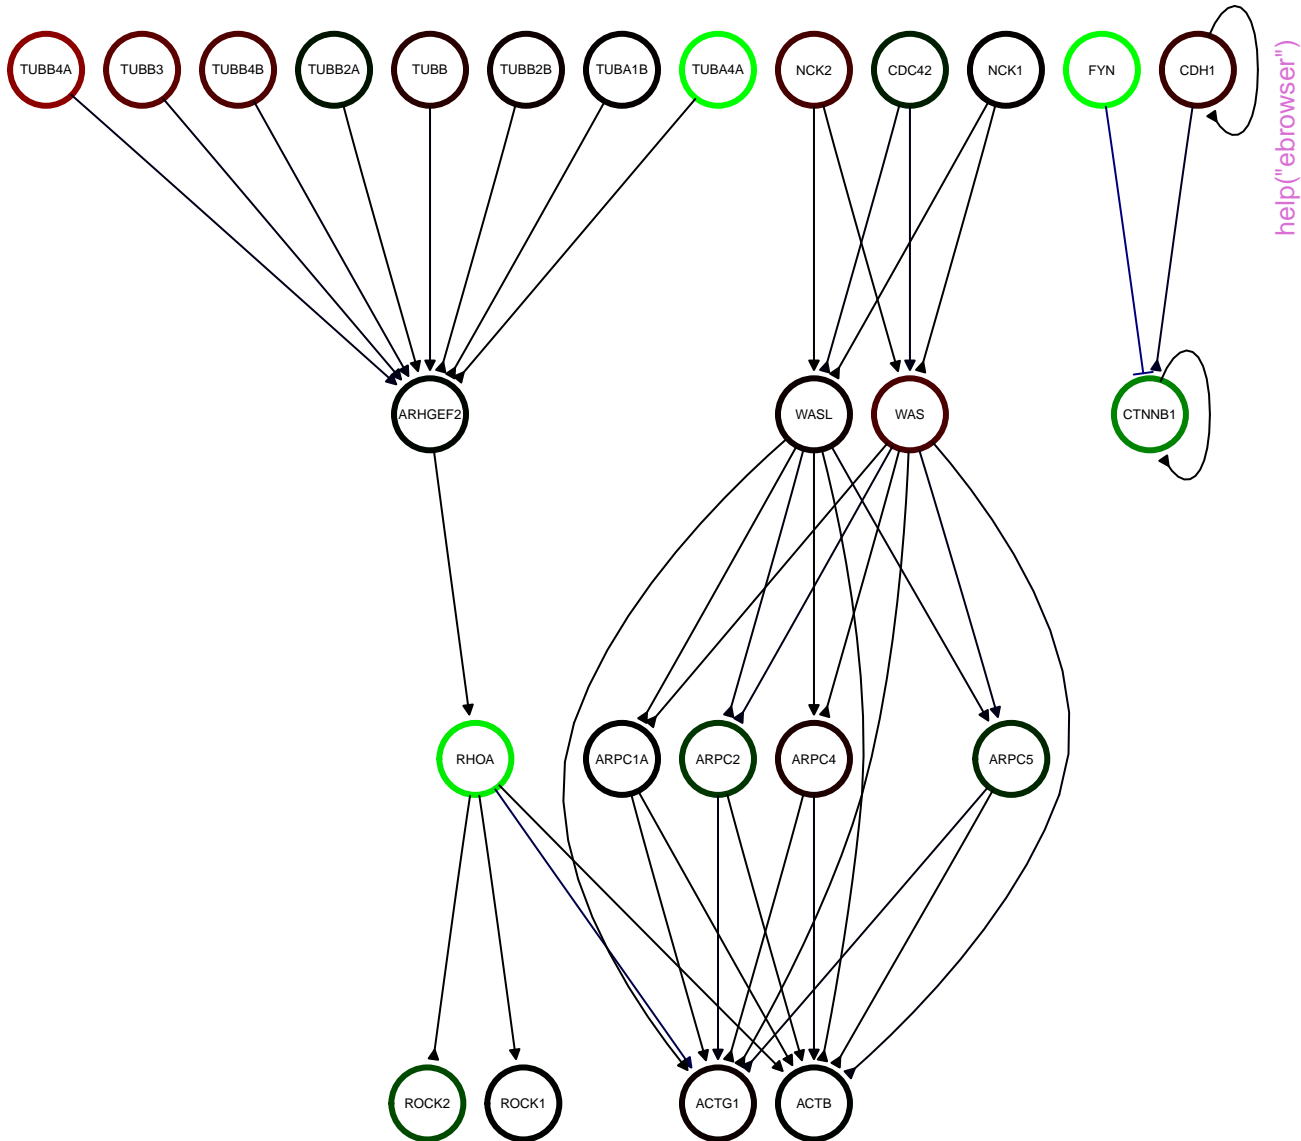 TUBB4A
TUBB3
TUBB4B
TUBB2A
TUBB
TUBB2B
TUBA1B
TUBA4A
NCK2
CDC42
NCK1
FYN
CDH1
help("ebrowser")
ARHGEF2
WASL
WAS
CTNNB1
RHOA
ARPC1A
ARPC2
ARPC4
ARPC5
ROCK2
ROCK1
ACTG1
ACTB